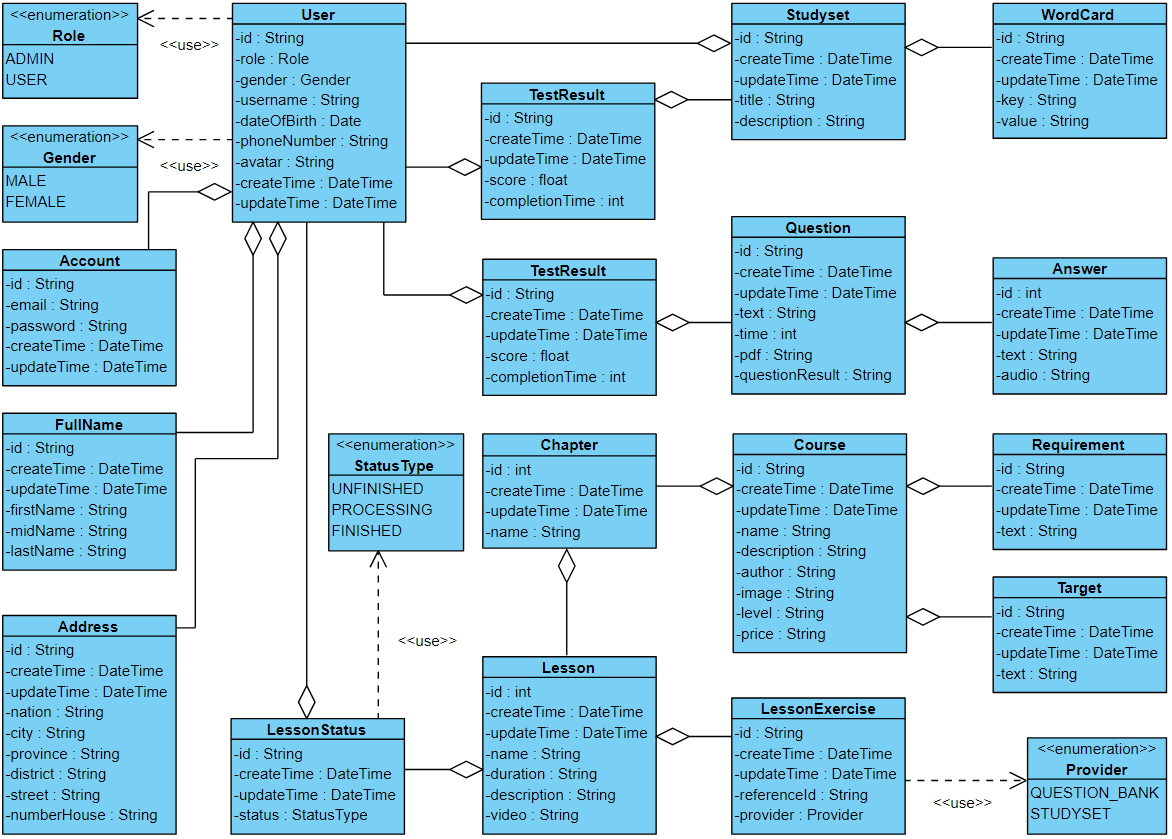 <<enumeration>>
Role
ADMIN
USER
<<use>>
User
-id : String
-role : Role
-gender : Gender
-username : String
-dateOfBirth : Date
-phoneNumber : String
-avatar : String
-createTime : DateTime
-updateTime : DateTime
Studyset
-id : String
-createTime : DateTime
-updateTime : DateTime
-title : String
-description : String
WordCard
-id : String
-createTime : DateTime
-updateTime : DateTime
-key : String
-value : String
TestResult
-id : String
-createTime : DateTime
-updateTime : DateTime
-score : float
-completionTime : int
<<enumeration>>
Gender
MALE
FEMALE
<<use>>
Account
-id : String
-email : String
-password : String
-createTime : DateTime
-updateTime : DateTime
TestResult
-id : String
-createTime : DateTime
-updateTime : DateTime
-score : float
-completionTime : int
Question
-id : String
-createTime : DateTime
-updateTime : DateTime
-text : String
-time : int
-pdf : String
-questionResult : String
Answer
-id : int
-createTime : DateTime
-updateTime : DateTime
-text : String
-audio : String
FullName
-id : String
-createTime : DateTime
-updateTime : DateTime
-firstName : String
-midName : String
-lastName : String
<<enumeration>>
StatusType
UNFINISHED
PROCESSING
FINISHED
<<use>>
Chapter
-id : int
-createTime : DateTime
-updateTime : DateTime
-name : String
Course
-id : String
-createTime : DateTime
-updateTime : DateTime
-name : String
-description : String
-author : String
-image : String
-level : String
-price : String
Requirement
-id : String
-createTime : DateTime
-updateTime : DateTime
-text : String
Target
-id : String
-createTime : DateTime
-updateTime : DateTime
-text : String
Address
-id : String
-createTime : DateTime
-updateTime : DateTime
-nation : String
-city : String
-province : String
-district : String
-street : String
-numberHouse : String
LessonStatus
-id : String
-createTime : DateTime
-updateTime : DateTime
-status : StatusType
Lesson
-id : int
-createTime : DateTime
-updateTime : DateTime
-name : String
-duration : String
-description : String
-video : String
LessonExercise
-id : String
-createTime : DateTime
-updateTime : DateTime
-referenceId : String
-provider : Provider
<<use>>
<<enumeration>>
Provider
QUESTION_BANK
STUDYSET